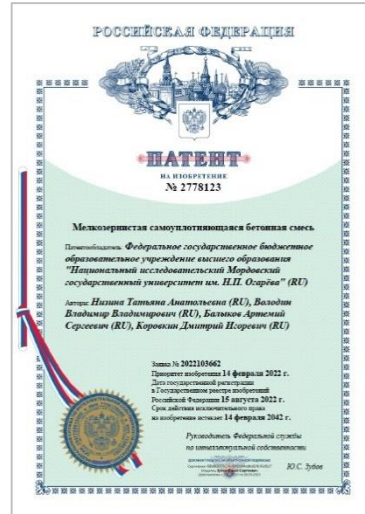 РОССИЙСКАЯ ФЕДЕРАЦИЯ
ПАТЕНТ
НА ИЗОБРЕТЕНИЕ
№ 2778123
Мелкозернистая самоуплотняющаяся бетонная смесь
Патентообладатель: Федеральное государственное бюджетное
образовательное учреждение высшего образования
"Национальный исследовательский Мордовский
государственный университет им. Н.П. Огарёва" (RU)
Авторы: Низина Татьяна Анатольевна (RU), Володин
Владимир Владимирович (RU), Балыков Артемий
Сергеевич (RU), Коровкин Дмитрий Игоревич (RU)
Заявка № 2022103662
Приоритет изобретения 14 февраля 2022 г.
Дата государственной регистрации
в Государственном реестре изобретений
Российской Федерации 15 августа 2022 г.
Срок действия исключительного права
на изобретение истекает 14 февраля 2042 г.
Руководитель Федеральной службы
по интеллектуальной собственности
Ю.С. Зубов